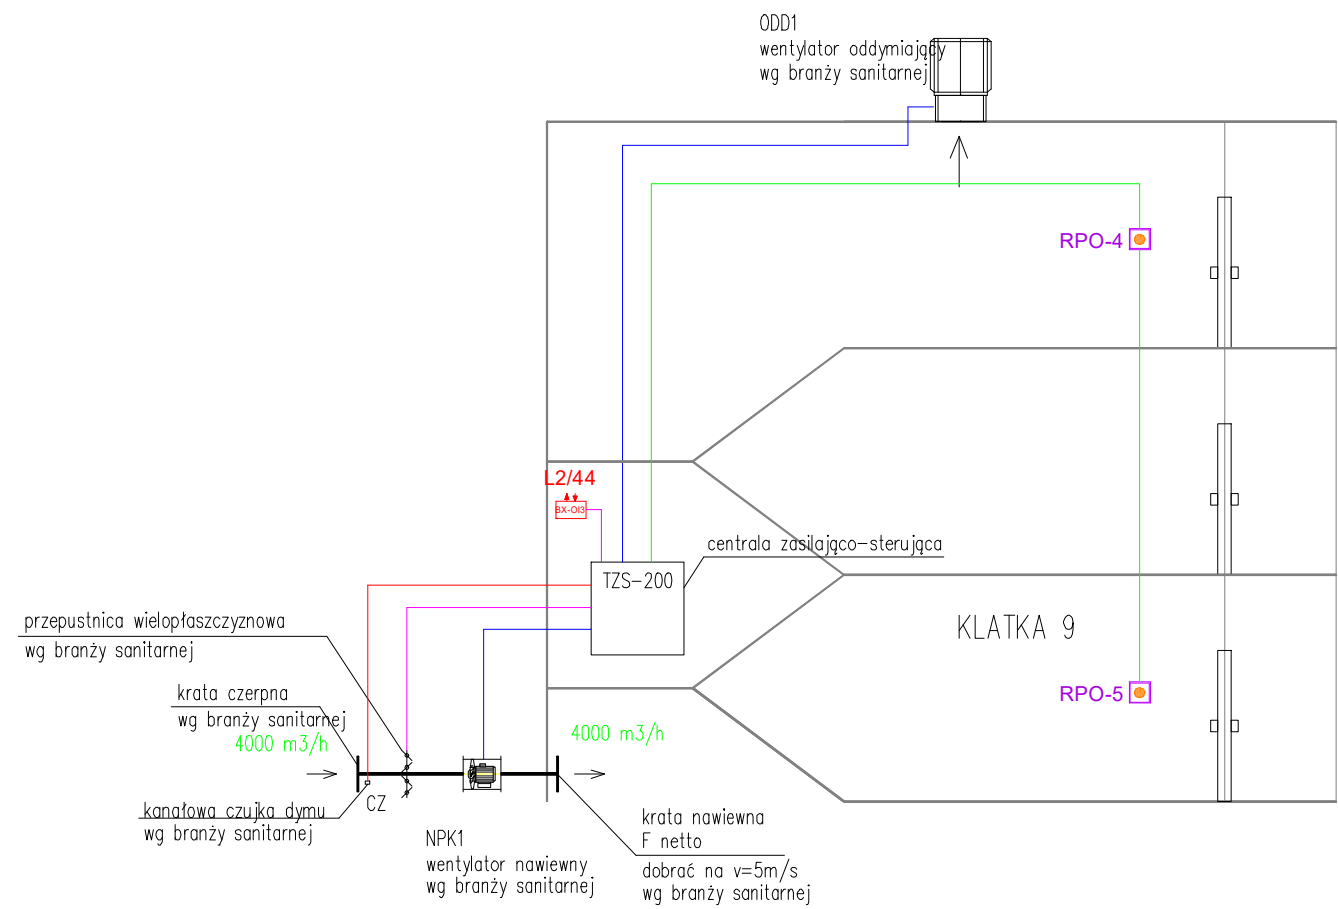 ODD1
wentylator oddymiający
wg branży sanitarnej
RPO-4
L2/44
BX-OI3
centrala zasilająco-sterująca
TZS-200
przepustnica wielopłaszczyznowa
wg branży sanitarnej
KLATKA 9
krata czerpna
wg branży sanitarnej
RPO-5
4000 m3/h
4000 m3/h
kanałowa czujka dymu
wg branży sanitarnej
CZ
NPK1
wentylator nawiewny
wg branży sanitarnej
krata nawiewna
F netto
dobrać na v=5m/s
wg branży sanitarnej